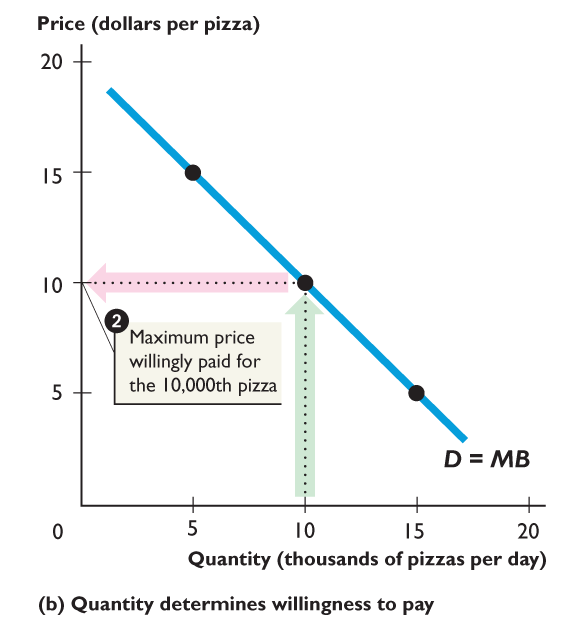 Price (dollars per pizza)
20
15
10
2
Maximum price
willingly paid for
the 10,000th pizza
5
D = MB
0
5
10
15
20
Quantity (thousands of pizzas per day)
(b) Quantity determines willingness to pay